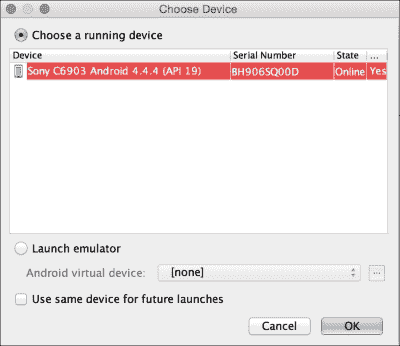 Choose Device
Choose a running device
Device Serial Number State ...
Sony C6903 Android 4.4.4 (API 19) BH906SQ00D Online Yes
Launch emulator
Android virtual device: [none] ...
Use same device for future launches
Cancel OK